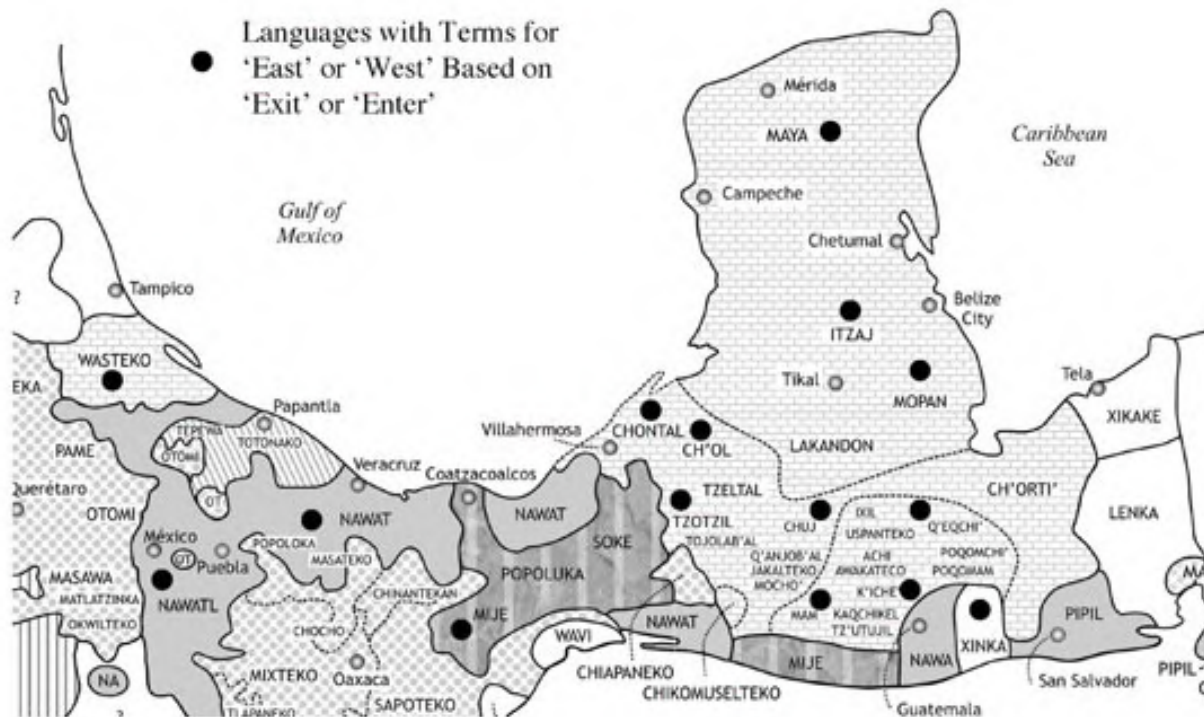 Languages with Terms for
‘East’ or ‘West’ Based on
‘Exit’ or ‘Enter’
Mérida
MAYA
Caribbean
Sea
Gulf of
Mexico
Campeche
Chetumal
?
Tampico
Belize
City
ITZAJ
WASTEKO
EKA
Tikal
MOPAN
Tela
XIKAKE
Papantla
TEPEWA
TOTONAKO
OTOMI
PAME
Villahermosa
CHONTAL
CH’OL
LAKANDON
Veracruz
Coatzacoalcos
Querétaro
OTOMI
OT
NAWAT
NAWAT
TZELTAL
TZOTZIL
TOJOLAB’AL
CHUJ
IXIL
USPANTEKO
Q’EQCHI’
CH’ORTI’
LENKA
México
OT
Puebla
POPOLOKA
MASATEKO
SOKE
POPOLUKA
Q’ANJOB’AL
JAKALTEKO
MOCHO’
ACHI
AWAKATECO
POQOMCHI’
POQOMAM
MASAWA
MATLATZINKA
OKWILTEKO
NAWATL
CHINANTEKAN
CHOCHO
MIJE
MAM
K’ICHE
KAQCHIKEL
TZ’UTUJIL
MA
NA
MIXTEKO
Oaxaca
WAVI
NAWAT
CHIAPANEKO
CHIKOMUSELTEKO
MIJE
NAWA
XINKA
PIPIL
San Salvador
PIPIL
?
TLAPANEKO
SAPOTEKO
Guatemala